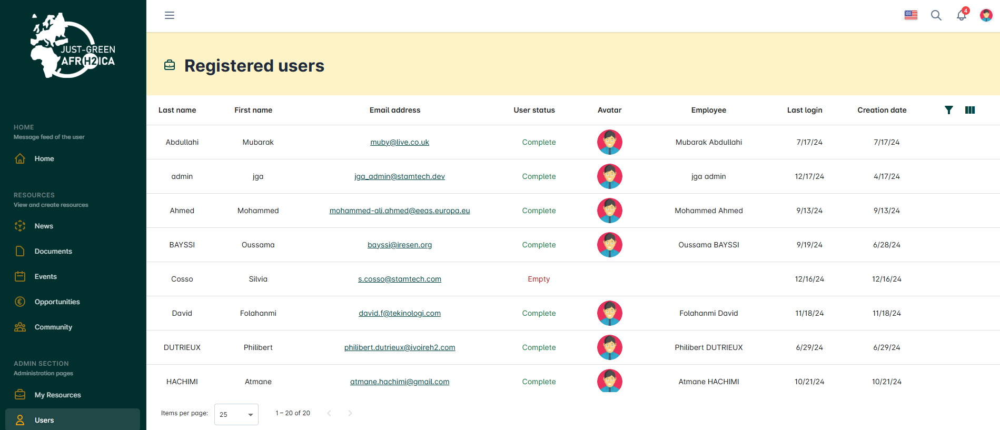 JUST-GREEN
AFRH2ICA
HOME
Message feed of the user
Home
RESOURCES
View and create resources
News
Documents
Events
Opportunities
Community
ADMIN SECTION
Administration pages
My Resources
Users
4
Registered users
Last name First name Email address User status Avatar Employee Last login Creation date
Abdullahi Mubarak muby@live.co.uk Complete Mubarak Abdullahi 7/17/24 7/17/24
admin jga jga_admin@stamtech.dev Complete jga admin 12/17/24 4/17/24
Ahmed Mohammed mohammed-ali.ahmed@eeas.europa.eu Complete Mohammed Ahmed 9/13/24 9/13/24
BAYSSI Oussama bayssi@iresen.org Complete Oussama BAYSSI 9/19/24 6/28/24
Cosso Silvia s.cosso@stamtech.com Empty 12/16/24 12/16/24
David Folahanmi david.f@tekinologi.com Complete Folahanmi David 11/18/24 11/18/24
DUTRIEUX Philibert philibert.dutrieux@ivoireh2.com Complete Philibert DUTRIEUX 6/29/24 6/29/24
HACHIMI Atmane atmane.hachimi@gmail.com Complete Atmane HACHIMI 10/21/24 10/21/24
Items per page: 25 1 – 20 of 20